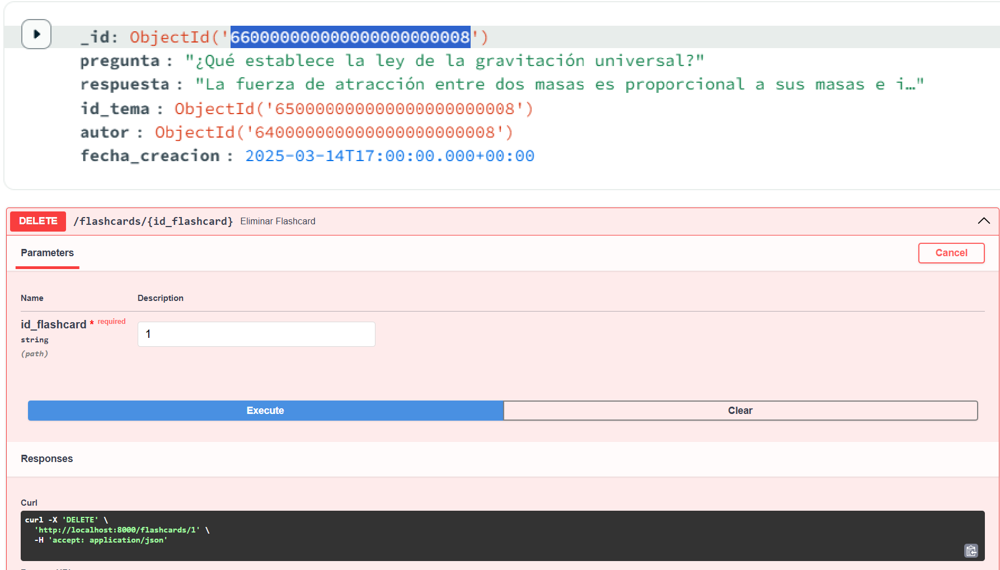 _id: ObjectId('660000000000000000000008')
pregunta : "¿Qué establece la ley de la gravitación universal?"
respuesta : "La fuerza de atracción entre dos masas es proporcional a sus masas e i…"
id_tema : ObjectId('650000000000000000000008')
autor : ObjectId('640000000000000000000008')
fecha_creacion : 2025-03-14T17:00:00.000+00:00
DELETE /flashcards/{id_flashcard} Eliminar Flashcard
Parameters Cancel
Name Description
id_flashcard * required
string
(path)
1
Execute Clear
Responses
Curl
curl -X 'DELETE' \
'http://localhost:8000/flashcards/1' \
-H 'accept: application/json'